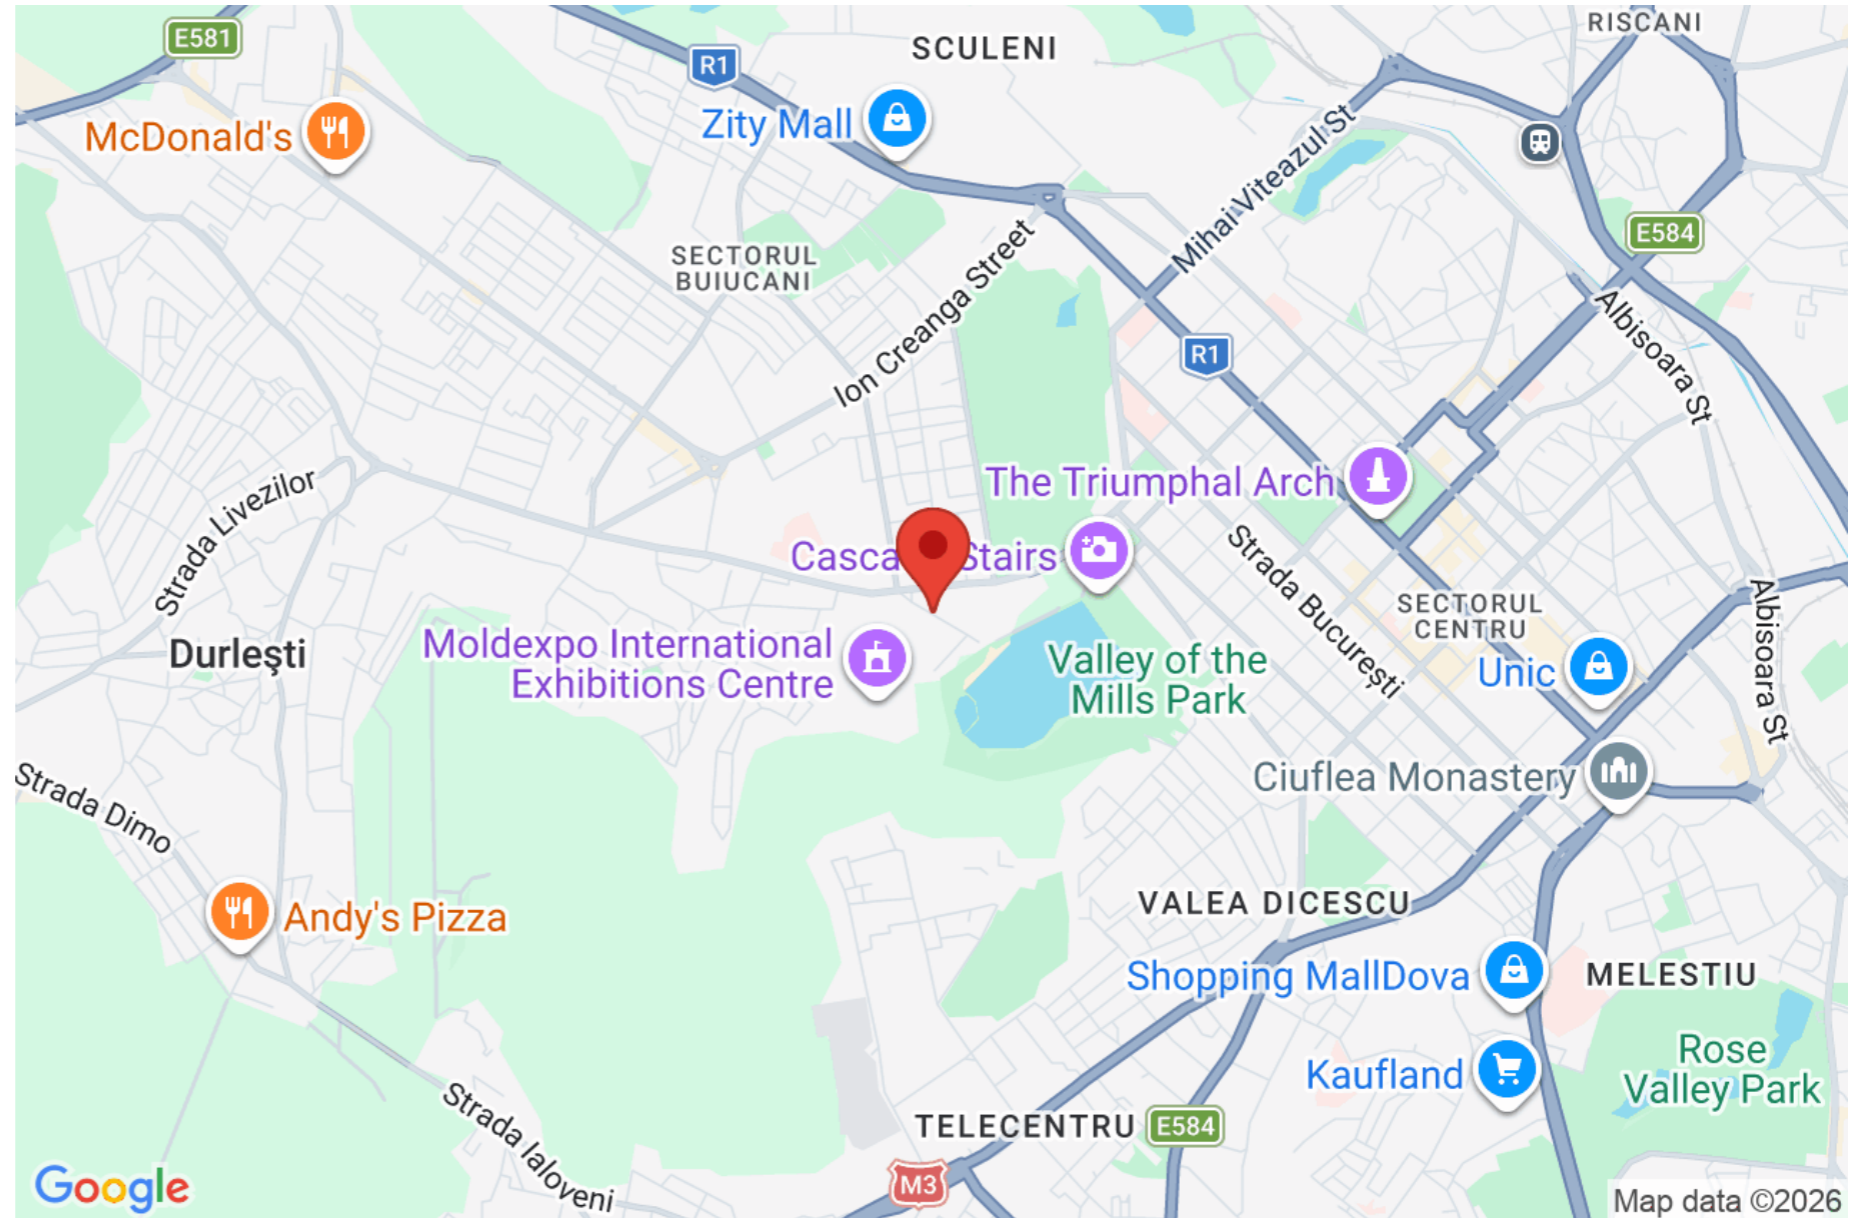 RISCANI
E581
SCULENI
R1
Zity Mall
McDonald's
Mihai Viteazul St
E584
SECTORUL
BUIUCANI
Ion Creanga Street
Albisoara St
R1
The Triumphal Arch
Strada Livezilor
Stairs
Strada București
SECTORUL
CENTRU
Albisoara St
Durleşti
Moldexpo International
Exhibitions Centre
Valley of the
Mills Park
Unic
Strada Dimo
Ciuflea Monastery
Andy's Pizza
VALEA DICESCU
Shopping MallDova
MELESTIU
Rose
Valley Park
Kaufland
Strada Ialoveni
TELECENTRU
E584
M3
Google
Map data ©2026